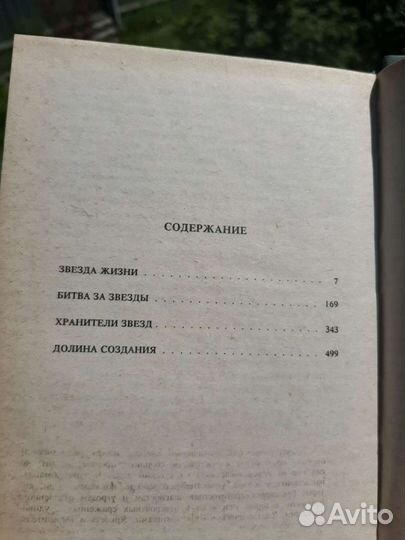 СОДЕРЖАНИЕ
ЗВЕЗДА ЖИЗНИ . . . . . . . . . . . . . . . . . . . . 7
БИТВА ЗА ЗВЕЗДЫ . . . . . . . . . . . . . . . . . . 169
ХРАНИТЕЛИ ЗВЕЗД . . . . . . . . . . . . . . . . . 343
ДОЛИНА СОЗДАНИЯ . . . . . . . . . . . . . . . . . 499
Avito